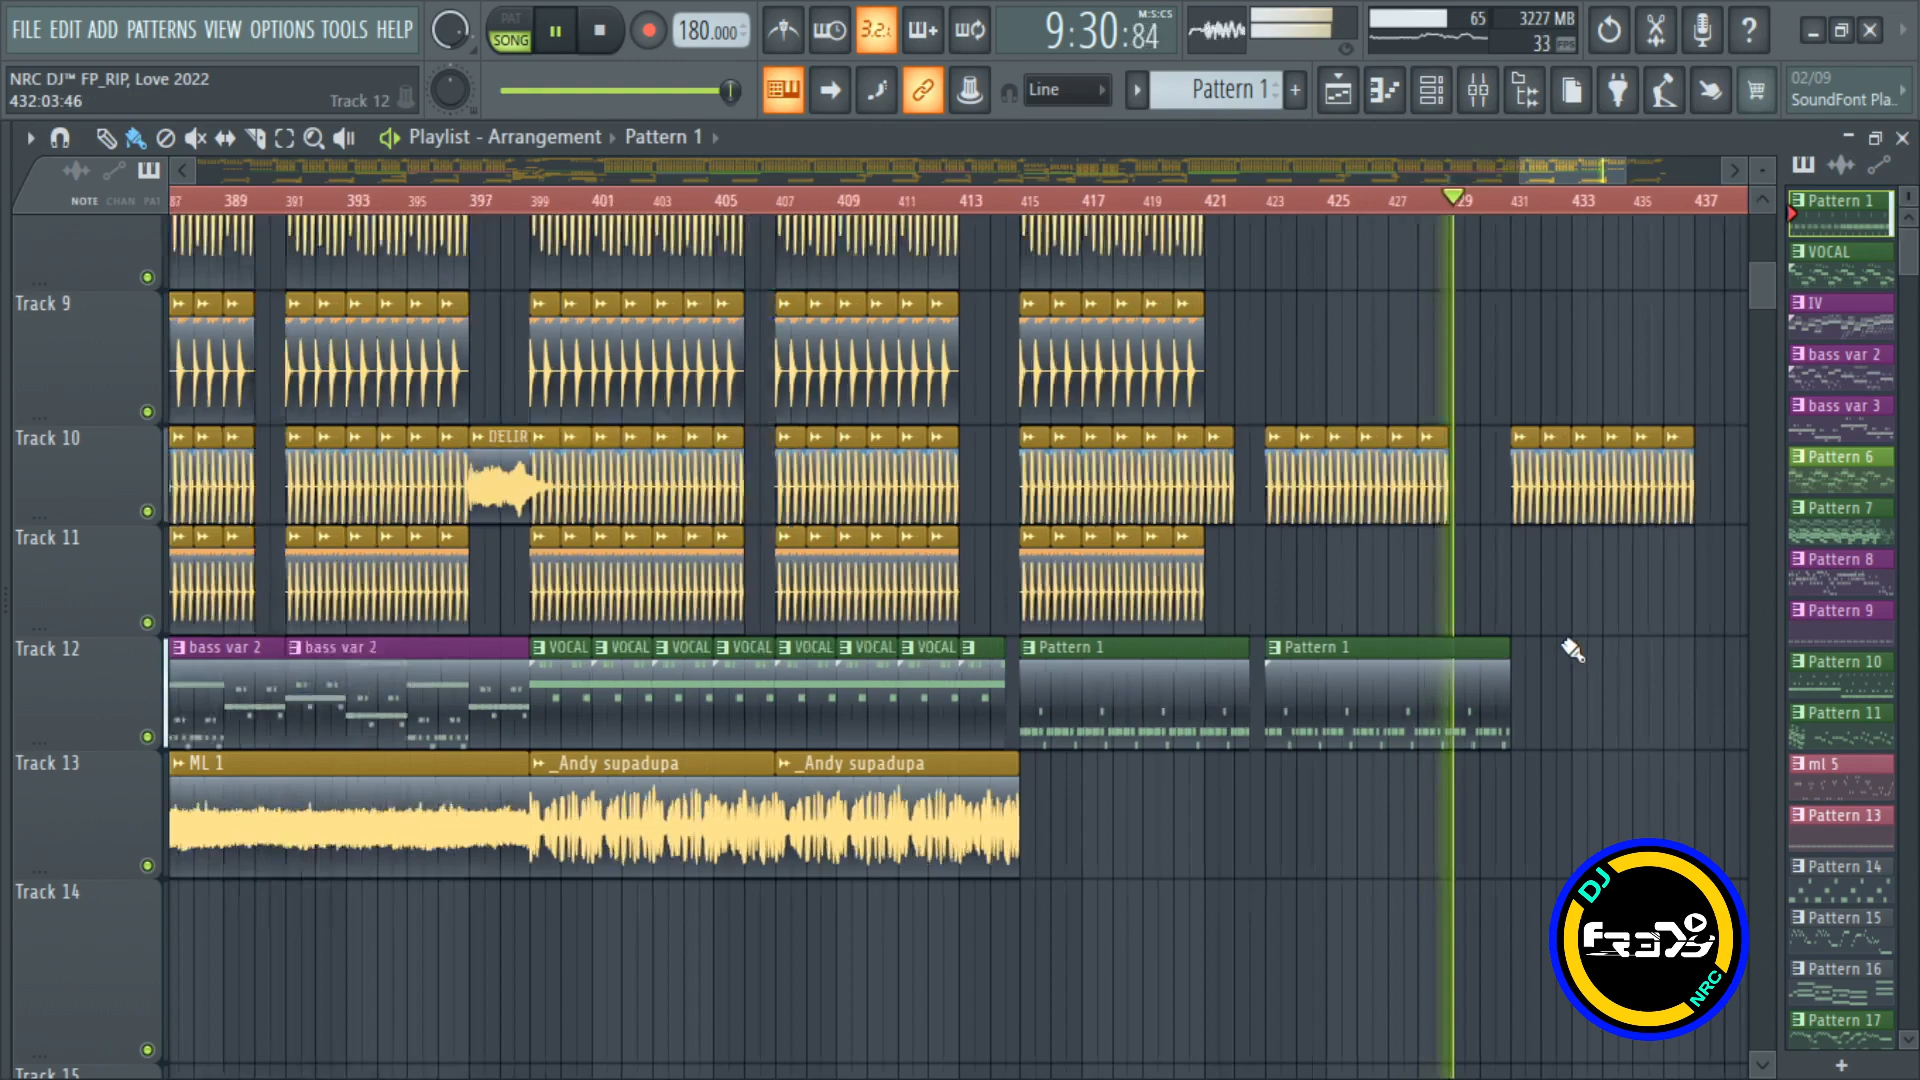 FILE EDIT ADD PATTERNS VIEW OPTIONS TOOLS HELP
PAT
SONG
180.000
3.2.
9:30:84
M:S:CS
65
3227 MB
33 FPS
NRC DJ™ FP_RIP, Love 2022
432:03:46
Track 12
Line
Pattern 1
+
02/09
SoundFont Pla..
Playlist - Arrangement
Pattern 1
NOTE CHAN PAT
87 389 391 393 395 397 399 401 403 405 407 409 411 413 415 417 419 421 423 425 427 29 431 433 435 437
Track 9
Track 10
DELIR
Track 11
Track 12
bass var 2
bass var 2
VOCAL
VOCAL
VOCAL
VOCAL
VOCAL
VOCAL
VOCAL
Pattern 1
Pattern 1
Track 13
ML 1
_Andy supadupa
_Andy supadupa
Track 14
Track 15
Pattern 1
VOCAL
IV
bass var 2
bass var 3
Pattern 6
Pattern 7
Pattern 8
Pattern 9
Pattern 10
Pattern 11
ml 5
Pattern 13
Pattern 14
Pattern 15
Pattern 16
Pattern 17
+
DJ
FR3Dy
NRC